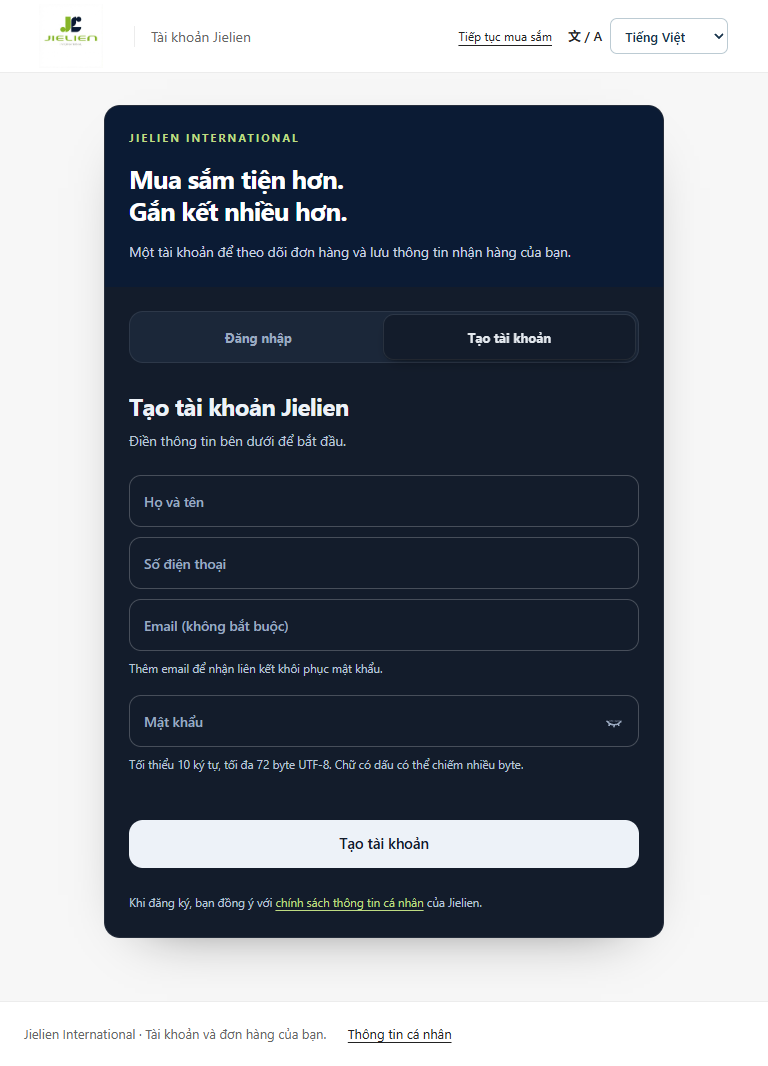 JIELIEN
Tài khoản Jielien
Tiếp tục mua sắm
文 / A
Tiếng Việt
JIELIEN INTERNATIONAL
Mua sắm tiện hơn.
Gắn kết nhiều hơn.
Một tài khoản để theo dõi đơn hàng và lưu thông tin nhận hàng của bạn.
Đăng nhập
Tạo tài khoản
Tạo tài khoản Jielien
Điền thông tin bên dưới để bắt đầu.
Họ và tên
Số điện thoại
Email (không bắt buộc)
Thêm email để nhận liên kết khôi phục mật khẩu.
Mật khẩu
Tối thiểu 10 ký tự, tối đa 72 byte UTF-8. Chữ có dấu có thể chiếm nhiều byte.
Tạo tài khoản
Khi đăng ký, bạn đồng ý với chính sách thông tin cá nhân của Jielien.
Jielien International · Tài khoản và đơn hàng của bạn.
Thông tin cá nhân